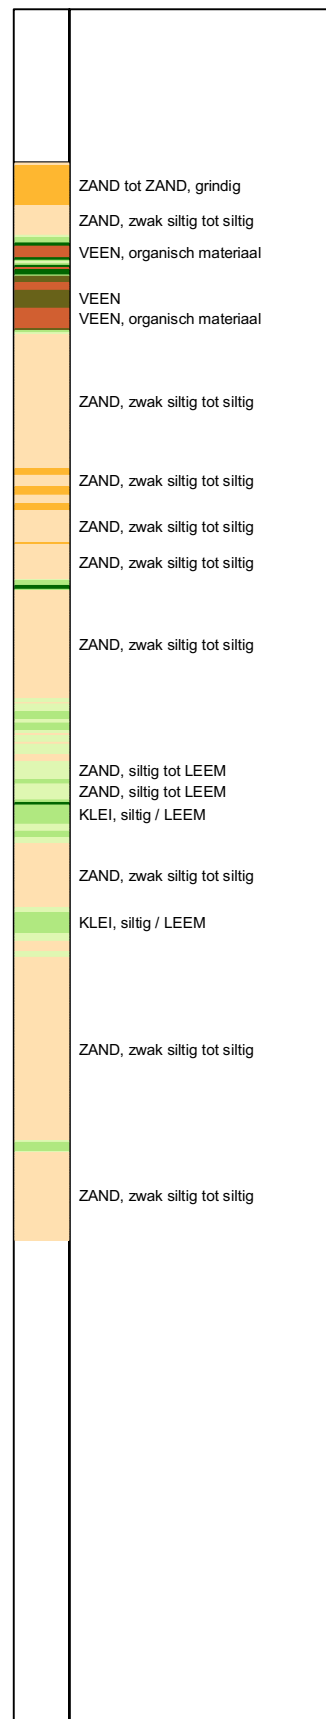 ZAND tot ZAND, grindig
ZAND, zwak siltig tot siltig
VEEN, organisch materiaal
VEEN
VEEN, organisch materiaal
ZAND, zwak siltig tot siltig
ZAND, zwak siltig tot siltig
ZAND, zwak siltig tot siltig
ZAND, zwak siltig tot siltig
ZAND, zwak siltig tot siltig
ZAND, siltig tot LEEM
ZAND, siltig tot LEEM
KLEI, siltig / LEEM
ZAND, zwak siltig tot siltig
KLEI, siltig / LEEM
ZAND, zwak siltig tot siltig
ZAND, zwak siltig tot siltig